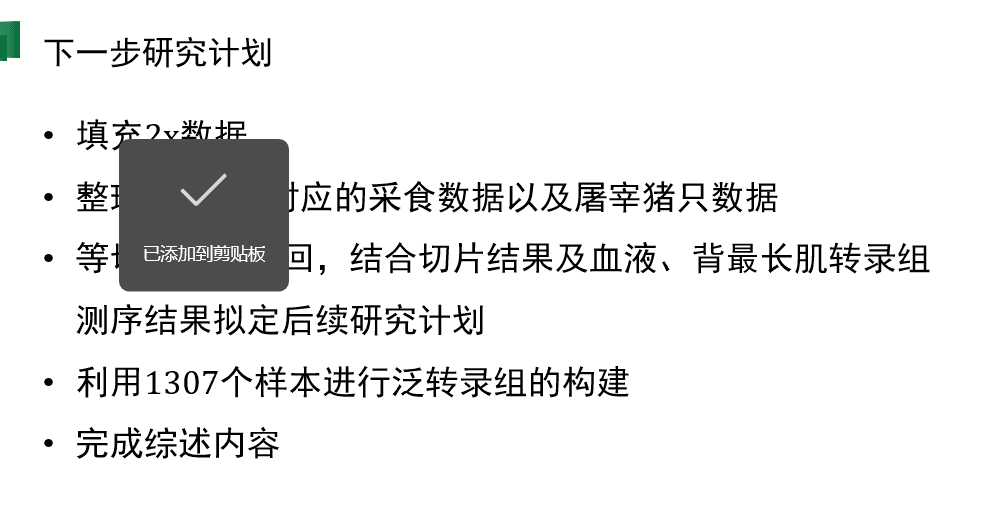 下一步研究计划
• 填充2x数据
• 整 应的采食数据以及屠宰猪只数据
已添加到剪贴板
• 等 回，结合切片结果及血液、背最长肌转录组
测序结果拟定后续研究计划
• 利用1307个样本进行泛转录组的构建
• 完成综述内容